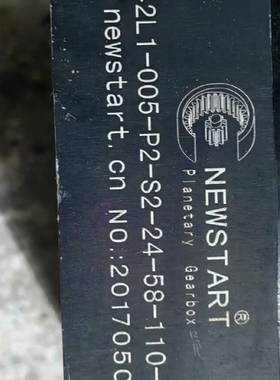 NEWSTART®
Planetary Gearbox
2L1-005-P2-S2-24-58-110-
newstart.cn NO:201705